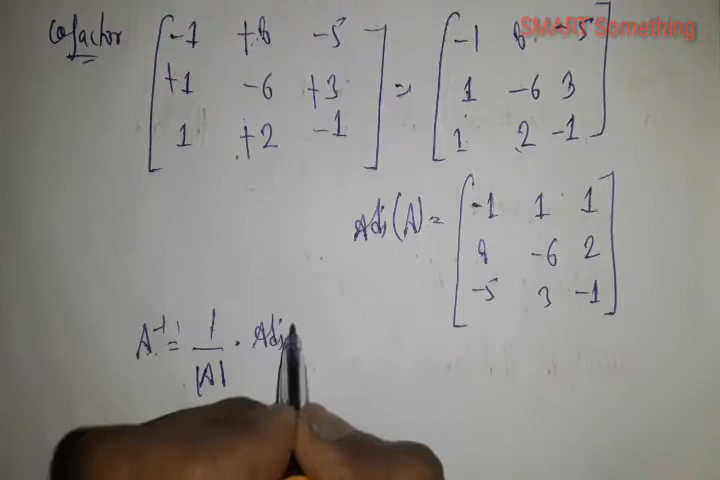 SMART Something
Cofactor [ -1 +8 -5 ] = [ -1 8 -5 ]
+1 -6 +3 1 -6 3
1 +2 -1 1 2 -1
Adj(A) = [ -1 1 1 ]
8 -6 2
-5 3 -1
A⁻¹ = 1/|A| . Adj